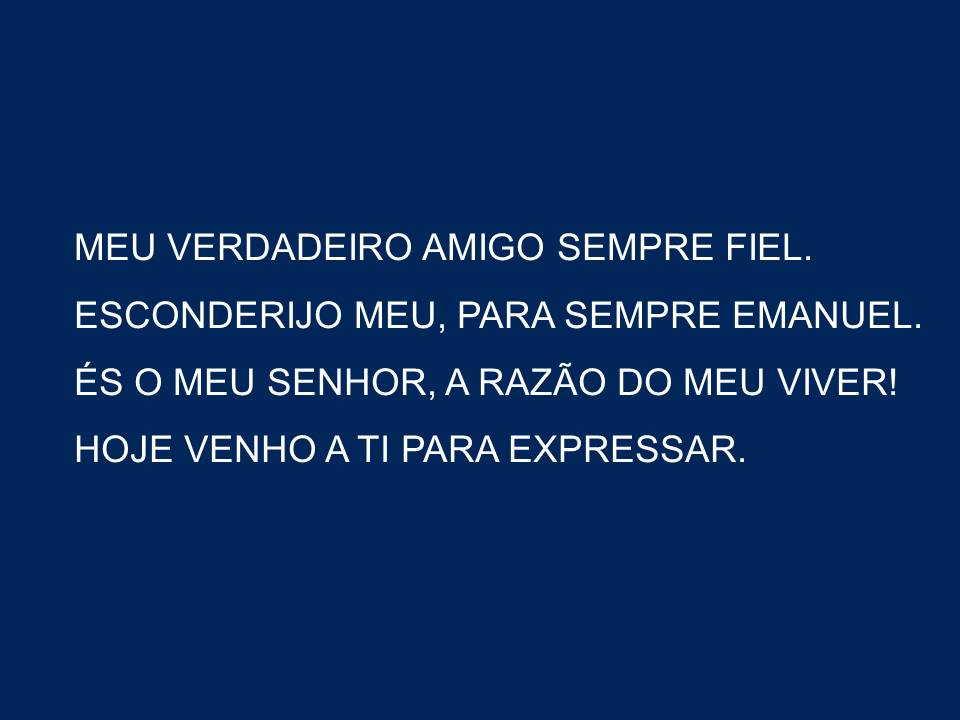 MEU VERDADEIRO AMIGO SEMPRE FIEL.
ESCONDERIJO MEU, PARA SEMPRE EMANUEL.
ÉS O MEU SENHOR, A RAZÃO DO MEU VIVER!
HOJE VENHO A TI PARA EXPRESSAR.